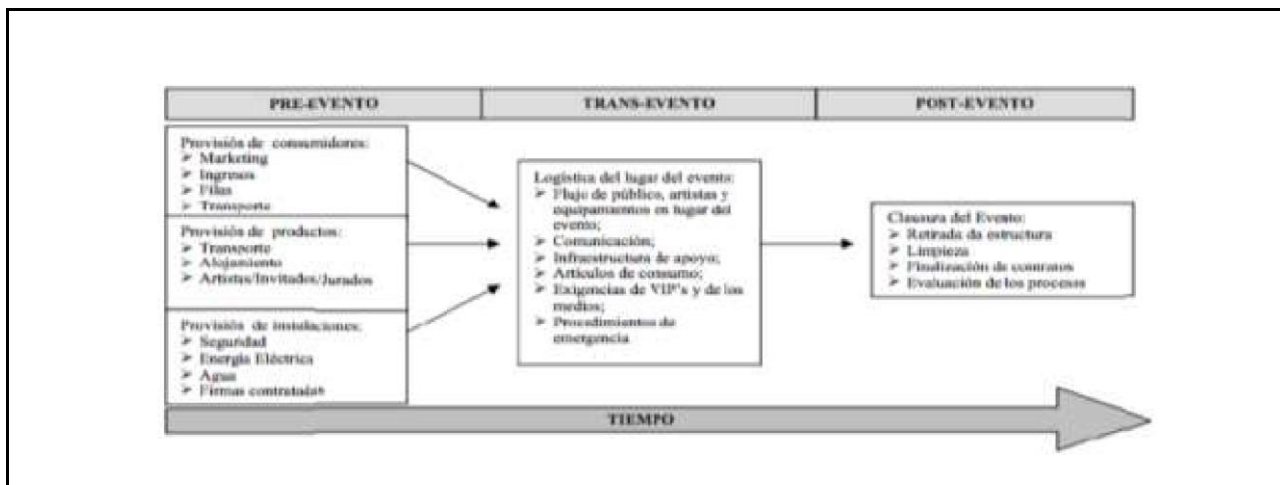 PRE-EVENTO
TRANS-EVENTO
POST-EVENTO
Provisión de consumidores:
➢ Marketing
➢ Ingresos
➢ Filas
➢ Transporte
Provisión de productos:
➢ Transporte
➢ Alojamiento
➢ Artistas/Invitados/Jurados
Provisión de instalaciones:
➢ Seguridad
➢ Energía Eléctrica
➢ Agua
➢ Firmas contratadas
Logística del lugar del evento:
➢ Flujo de público, artistas y
equipamientos en lugar del
evento;
➢ Comunicación;
➢ Infraestructura de apoyo;
➢ Artículos de consumo;
➢ Exigencias de VIP's y de los
medios;
➢ Procedimientos de
emergencia
Clausura del Evento:
➢ Retirada da estructura
➢ Limpieza
➢ Finalización de contratos
➢ Evaluación de los procesos
TIEMPO